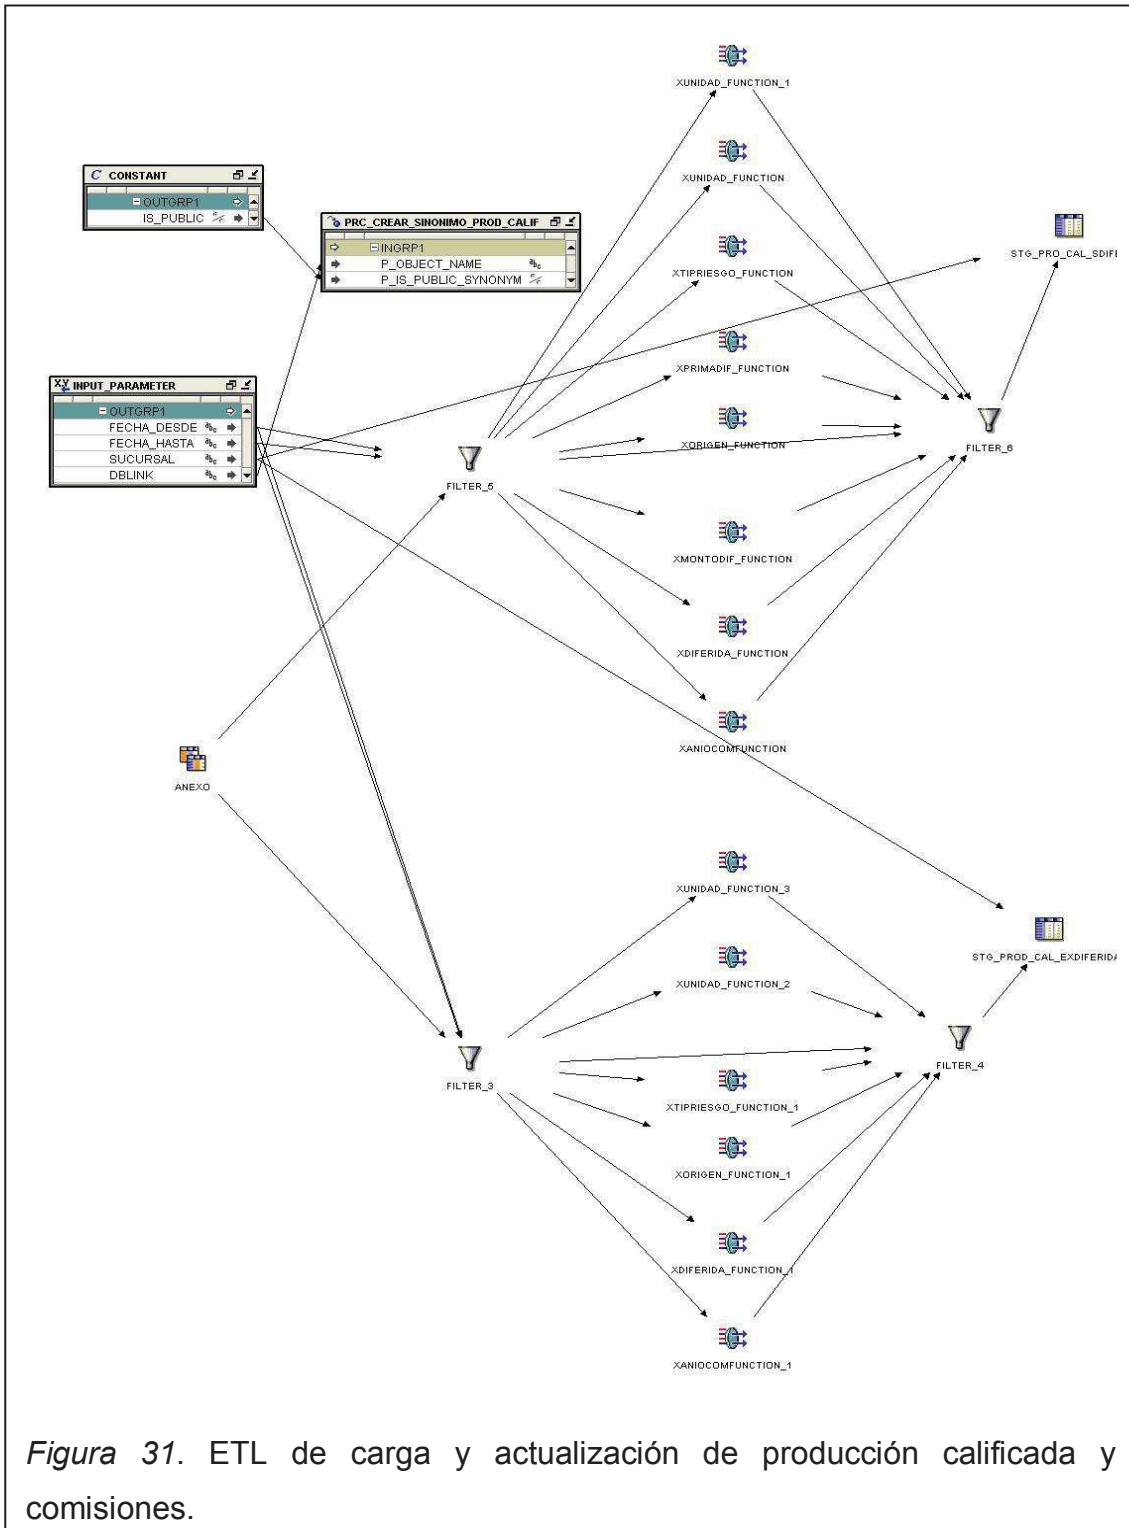 XUNIDAD_FUNCTION_1
C CONSTANT
OUTGRP1
IS_PUBLIC
XUNIDAD_FUNCTION
PRC_CREAR_SINONIMO_PROD_CALIF
INGRP1
P_OBJECT_NAME
P_IS_PUBLIC_SYNONYM
STG_PRO_CAL_SDIFE
XTIPRIESGO_FUNCTION
XPRIMADIF_FUNCTION
INPUT_PARAMETER
OUTGRP1
FECHA_DESDE
FECHA_HASTA
SUCURSAL
DBLINK
XORIGEN_FUNCTION
FILTER_6
FILTER_5
XMONTODIF_FUNCTION
XDIFERIDA_FUNCTION
XANIOCOMFUNCTION
ANEXO
XUNIDAD_FUNCTION_3
STG_PROD_CAL_EXDIFERIDA
XUNIDAD_FUNCTION_2
FILTER_4
FILTER_3
XTIPRIESGO_FUNCTION_1
XORIGEN_FUNCTION_1
XDIFERIDA_FUNCTION_1
XANIOCOMFUNCTION_1
Figura 31. ETL de carga y actualización de producción calificada y
comisiones.